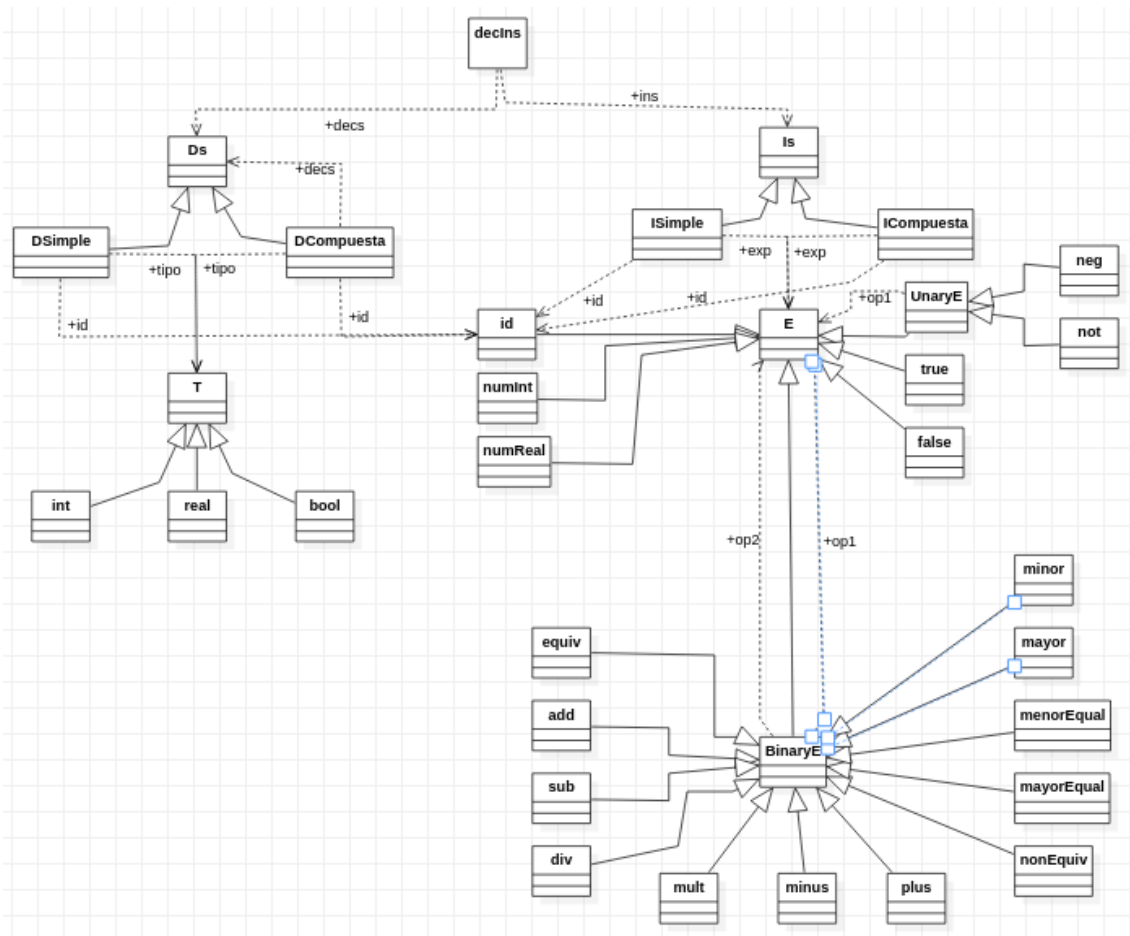 decIns
+ins
+decs
Ds
Is
+decs
DSimple
DCompuesta
ISimple
ICompuesta
+tipo
+tipo
+exp
+exp
neg
+id
+id
+op1
UnaryE
+id
+id
id
E
not
T
numInt
true
numReal
false
int
real
bool
+op2
+op1
minor
equiv
mayor
add
menorEqual
BinaryE
sub
mayorEqual
div
nonEquiv
mult
minus
plus